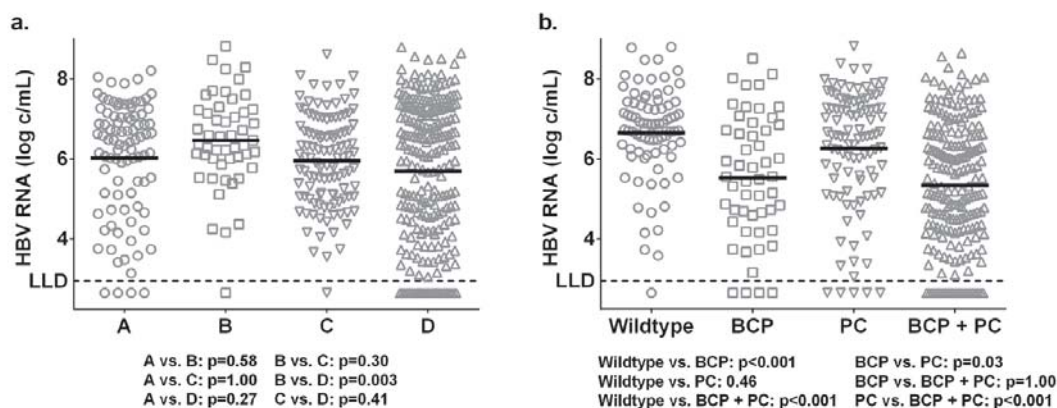 a.
HBV RNA (log c/mL)
8
6
4
LLD
A B C D
A vs. B: p=0.58 B vs. C: p=0.30
A vs. C: p=1.00 B vs. D: p=0.003
A vs. D: p=0.27 C vs. D: p=0.41
b.
HBV RNA (log c/mL)
8
6
4
LLD
Wildtype BCP PC BCP + PC
Wildtype vs. BCP: p<0.001 BCP vs. PC: p=0.03
Wildtype vs. PC: 0.46 BCP vs. BCP + PC: p=1.00
Wildtype vs. BCP + PC: p<0.001 PC vs. BCP + PC: p<0.001